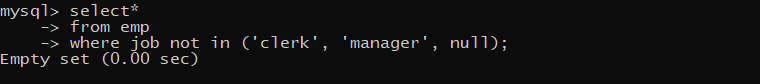 mysql> select*
    -> from emp
    -> where job not in ('clerk', 'manager', null);
Empty set (0.00 sec)